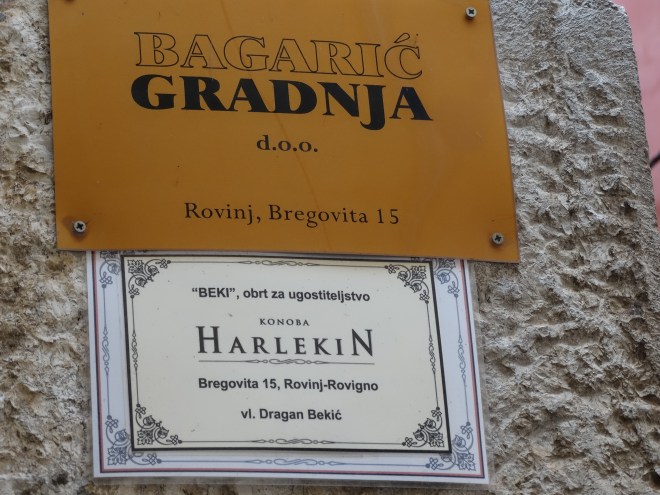 BAGARIĆ
GRADNJA
d.o.o.
Rovinj, Bregovita 15
"BEKI", obrt za ugostiteljstvo
KONOBA
HARLEKIN
Bregovita 15, Rovinj-Rovigno
vl. Dragan Bekić